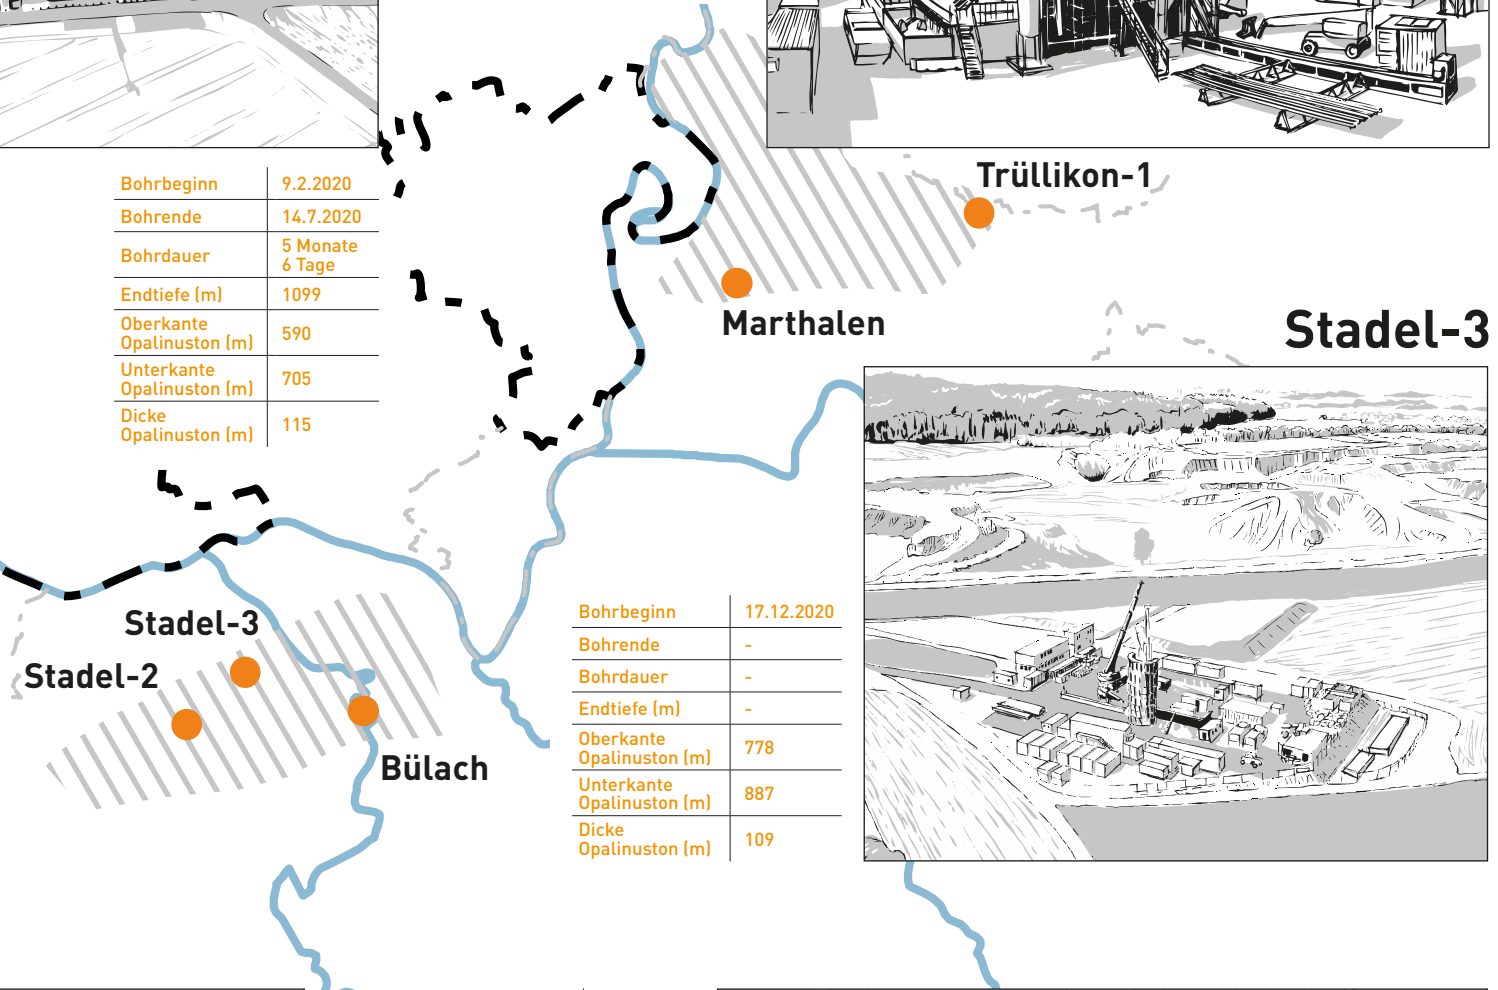 Bohrbeginn 9.2.2020
Bohrende 14.7.2020
Bohrdauer 5 Monate
6 Tage
Endtiefe (m) 1099
Oberkante
Opalinuston (m) 590
Unterkante
Opalinuston (m) 705
Dicke
Opalinuston (m) 115
Trüllikon-1
Marthalen
Stadel-3
Stadel-3
Stadel-2
Bülach
Bohrbeginn 17.12.2020
Bohrende -
Bohrdauer -
Endtiefe (m) -
Oberkante
Opalinuston (m) 778
Unterkante
Opalinuston (m) 887
Dicke
Opalinuston (m) 109